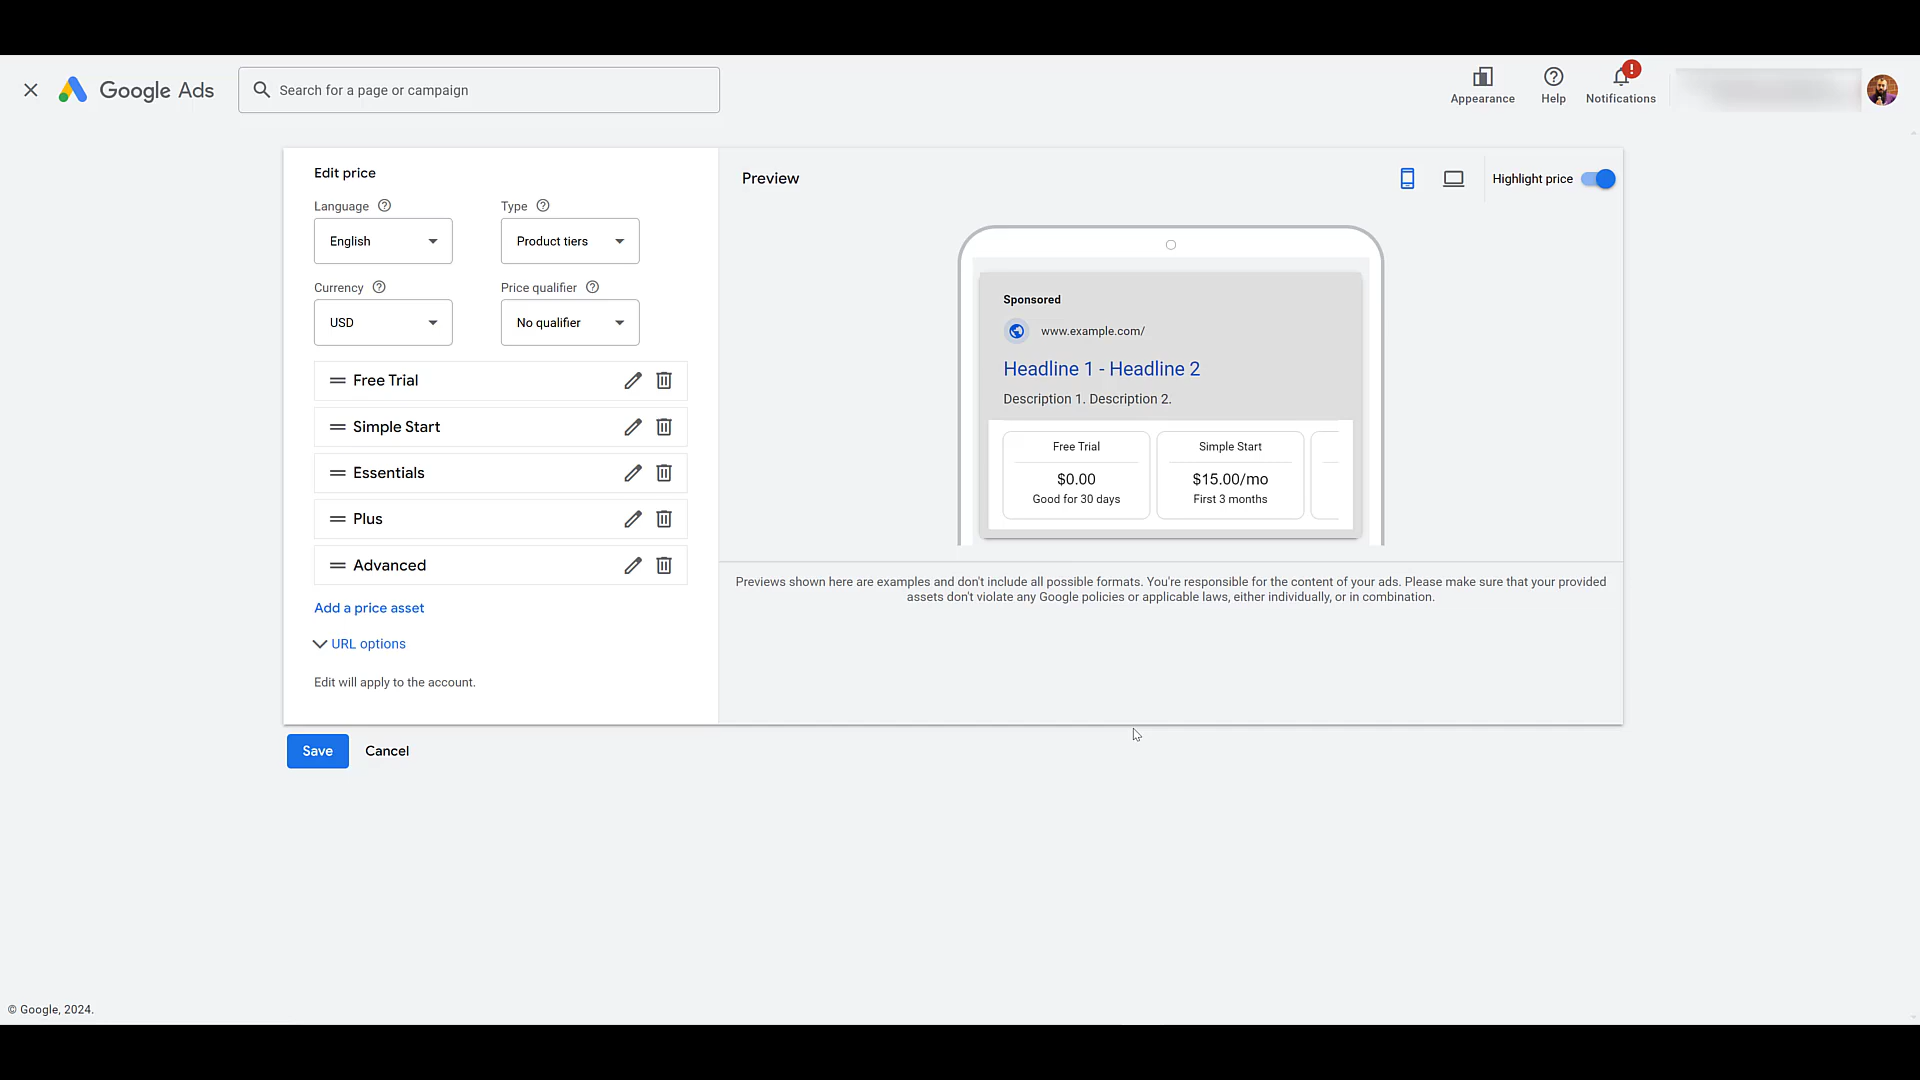 Google Ads
Search for a page or campaign
Appearance
Help
!
Notifications
Edit price
Language
Type
English
Product tiers
Currency
Price qualifier
USD
No qualifier
Free Trial
Simple Start
Essentials
Plus
Advanced
Add a price asset
URL options
Edit will apply to the account.
Save
Cancel
Preview
Highlight price
Sponsored
www.example.com/
Headline 1 - Headline 2
Description 1. Description 2.
Free Trial
$0.00
Good for 30 days
Simple Start
$15.00/mo
First 3 months
Previews shown here are examples and don't include all possible formats. You're responsible for the content of your ads. Please make sure that your provided
assets don't violate any Google policies or applicable laws, either individually, or in combination.
© Google, 2024.